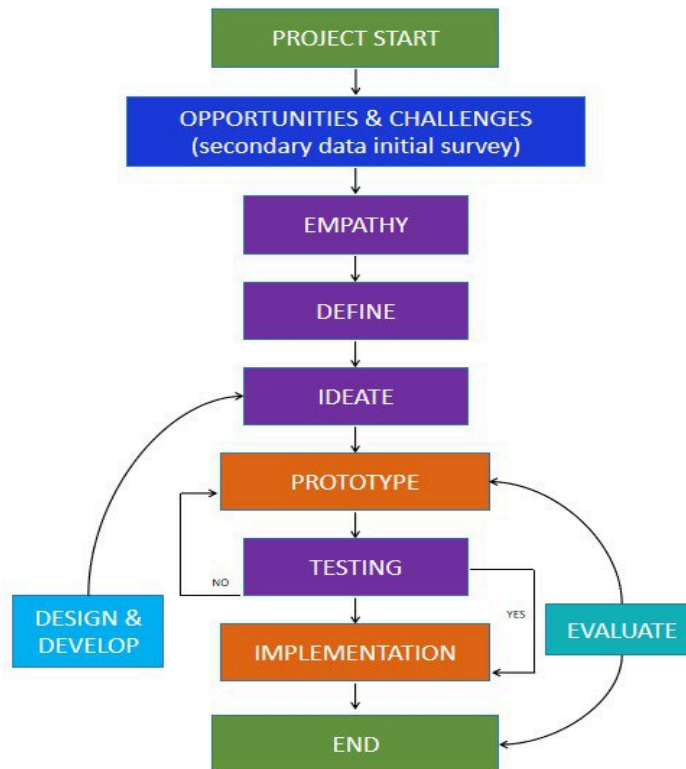 PROJECT START
OPPORTUNITIES & CHALLENGES
(secondary data initial survey)
EMPATHY
DEFINE
IDEATE
PROTOTYPE
TESTING
NO
YES
DESIGN &
DEVELOP
EVALUATE
IMPLEMENTATION
END